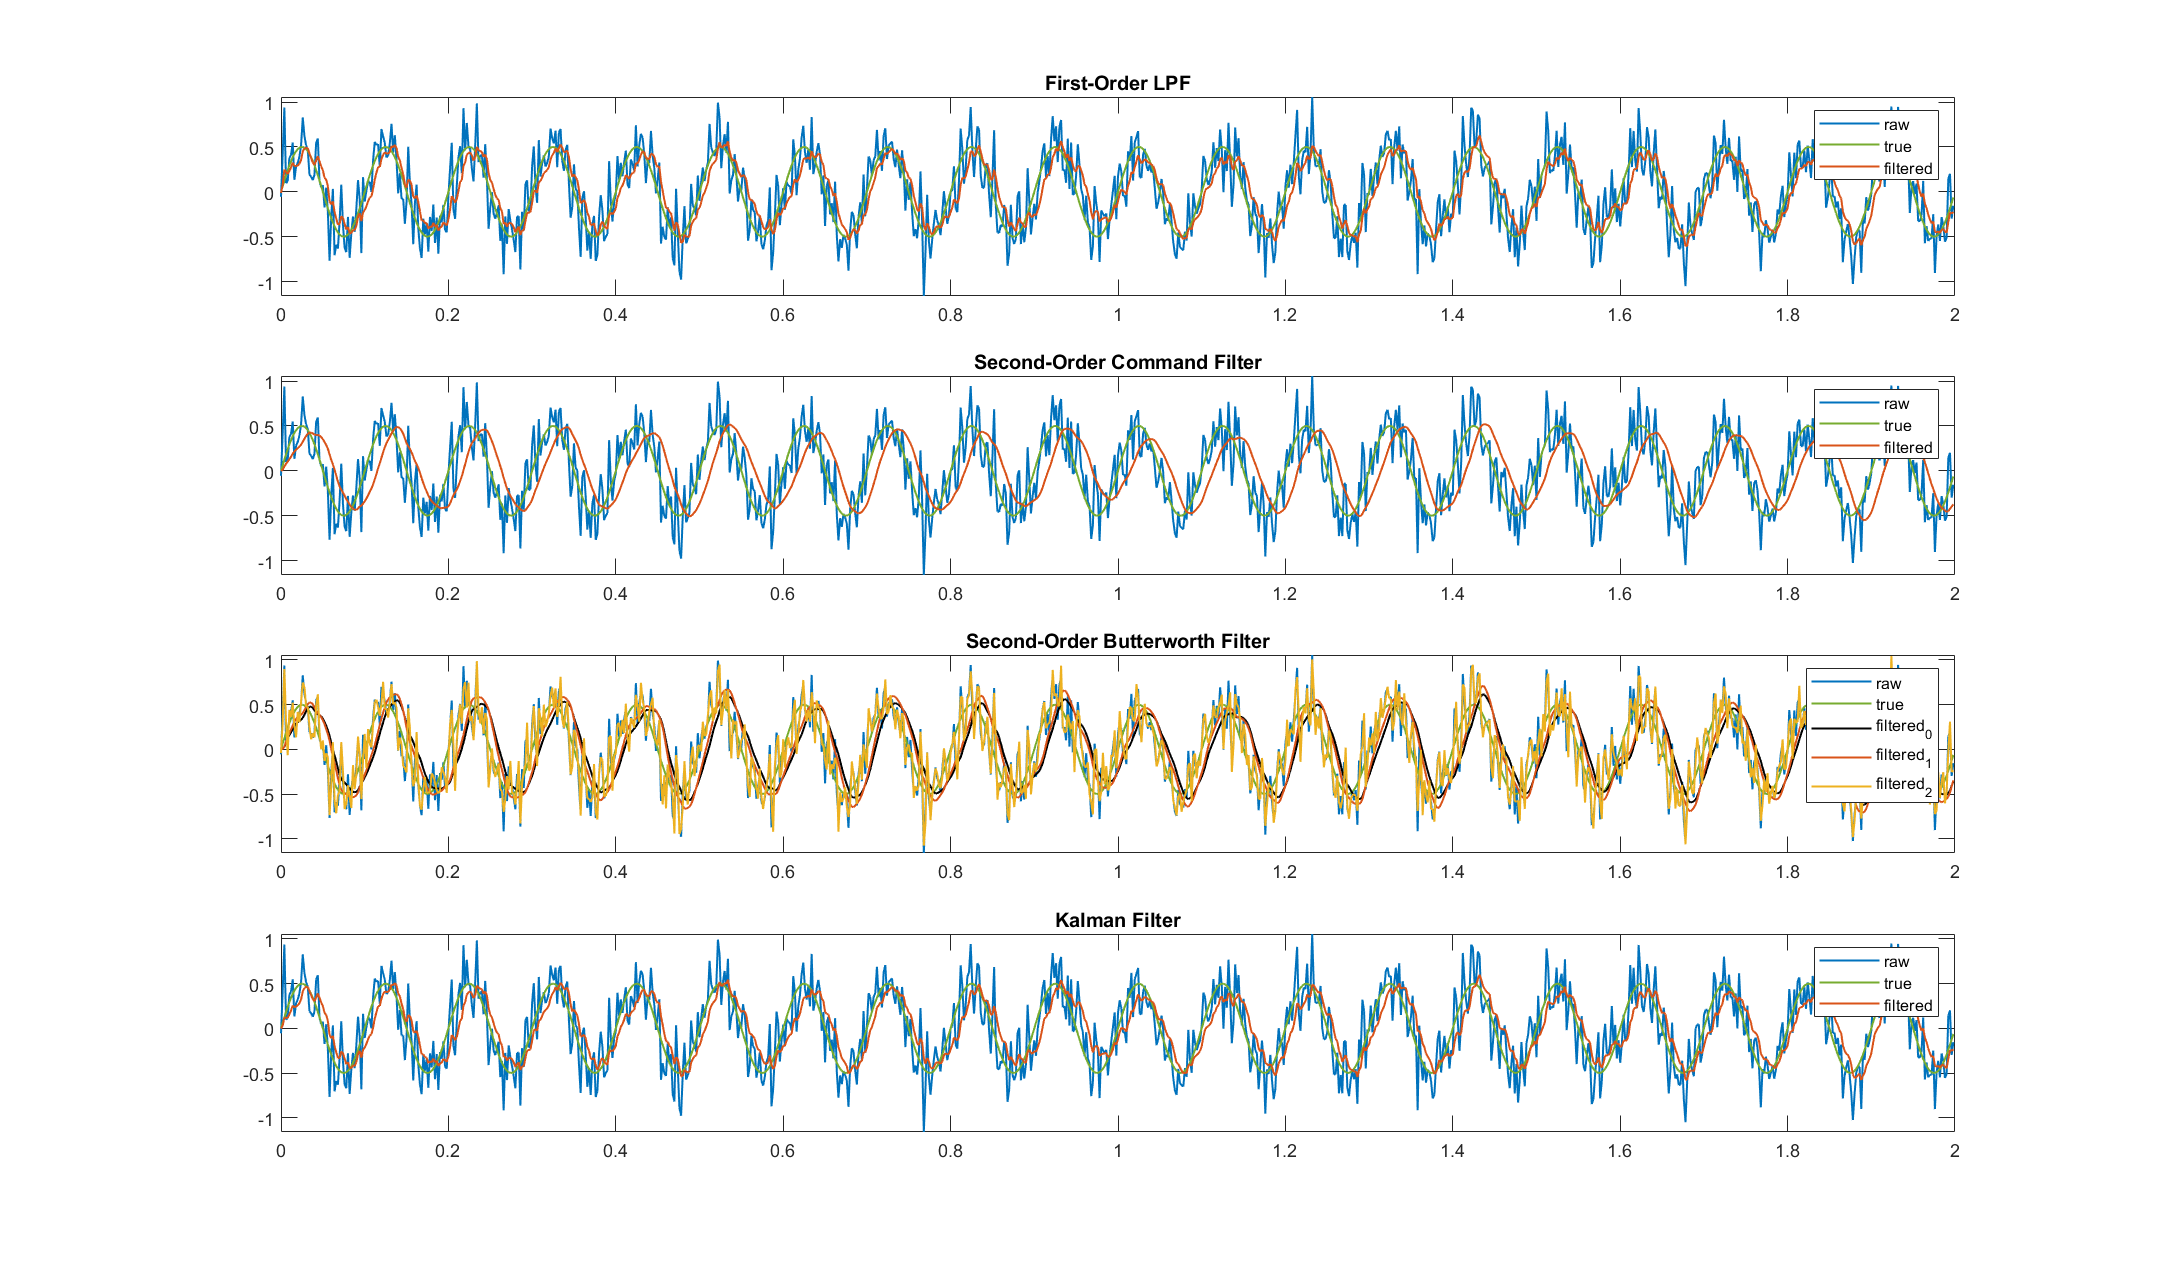 First-Order LPF
1
0.5
0
-0.5
-1
raw
true
filtered
0 0.2 0.4 0.6 0.8 1 1.2 1.4 1.6 1.8 2
Second-Order Command Filter
1
0.5
0
-0.5
-1
raw
true
filtered
0 0.2 0.4 0.6 0.8 1 1.2 1.4 1.6 1.8 2
Second-Order Butterworth Filter
1
0.5
0
-0.5
-1
raw
true
filtered₀
filtered₁
filtered₂
0 0.2 0.4 0.6 0.8 1 1.2 1.4 1.6 1.8 2
Kalman Filter
1
0.5
0
-0.5
-1
raw
true
filtered
0 0.2 0.4 0.6 0.8 1 1.2 1.4 1.6 1.8 2